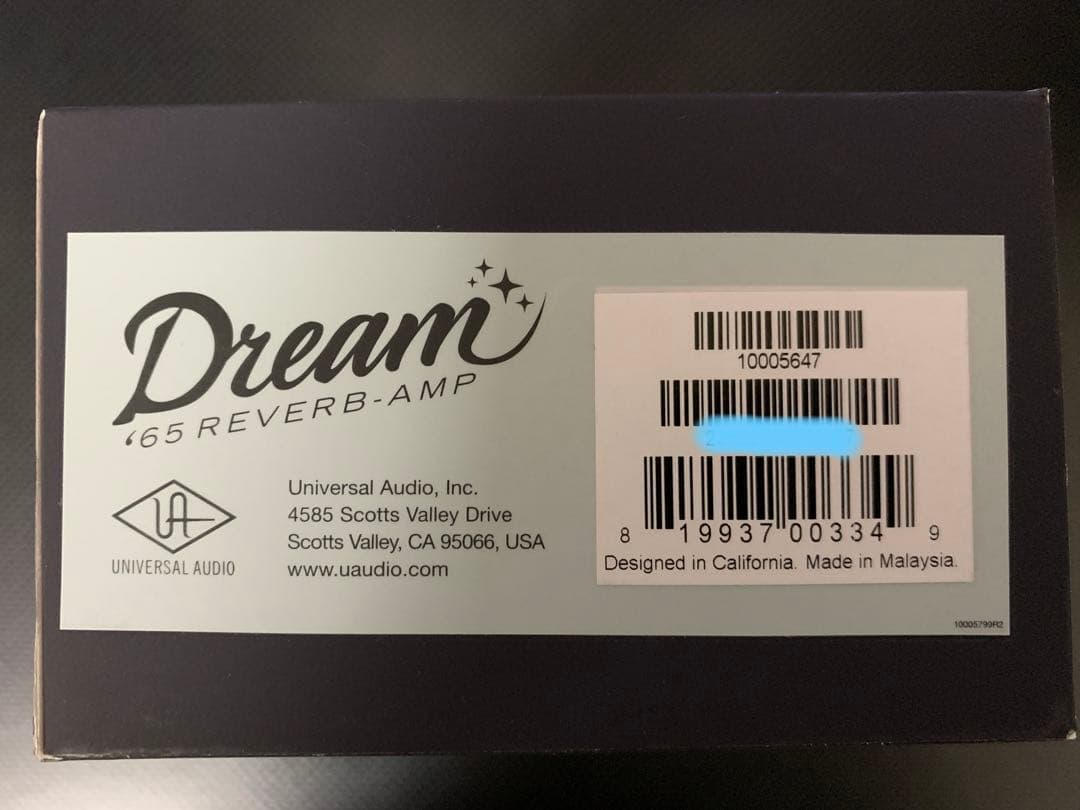 Dream
'65 REVERB-AMP
UA
UNIVERSAL AUDIO
Universal Audio, Inc.
4585 Scotts Valley Drive
Scotts Valley, CA 95066, USA
www.uaudio.com
10005647
8 19937 00334 9
Designed in California. Made in Malaysia.
10005799R2